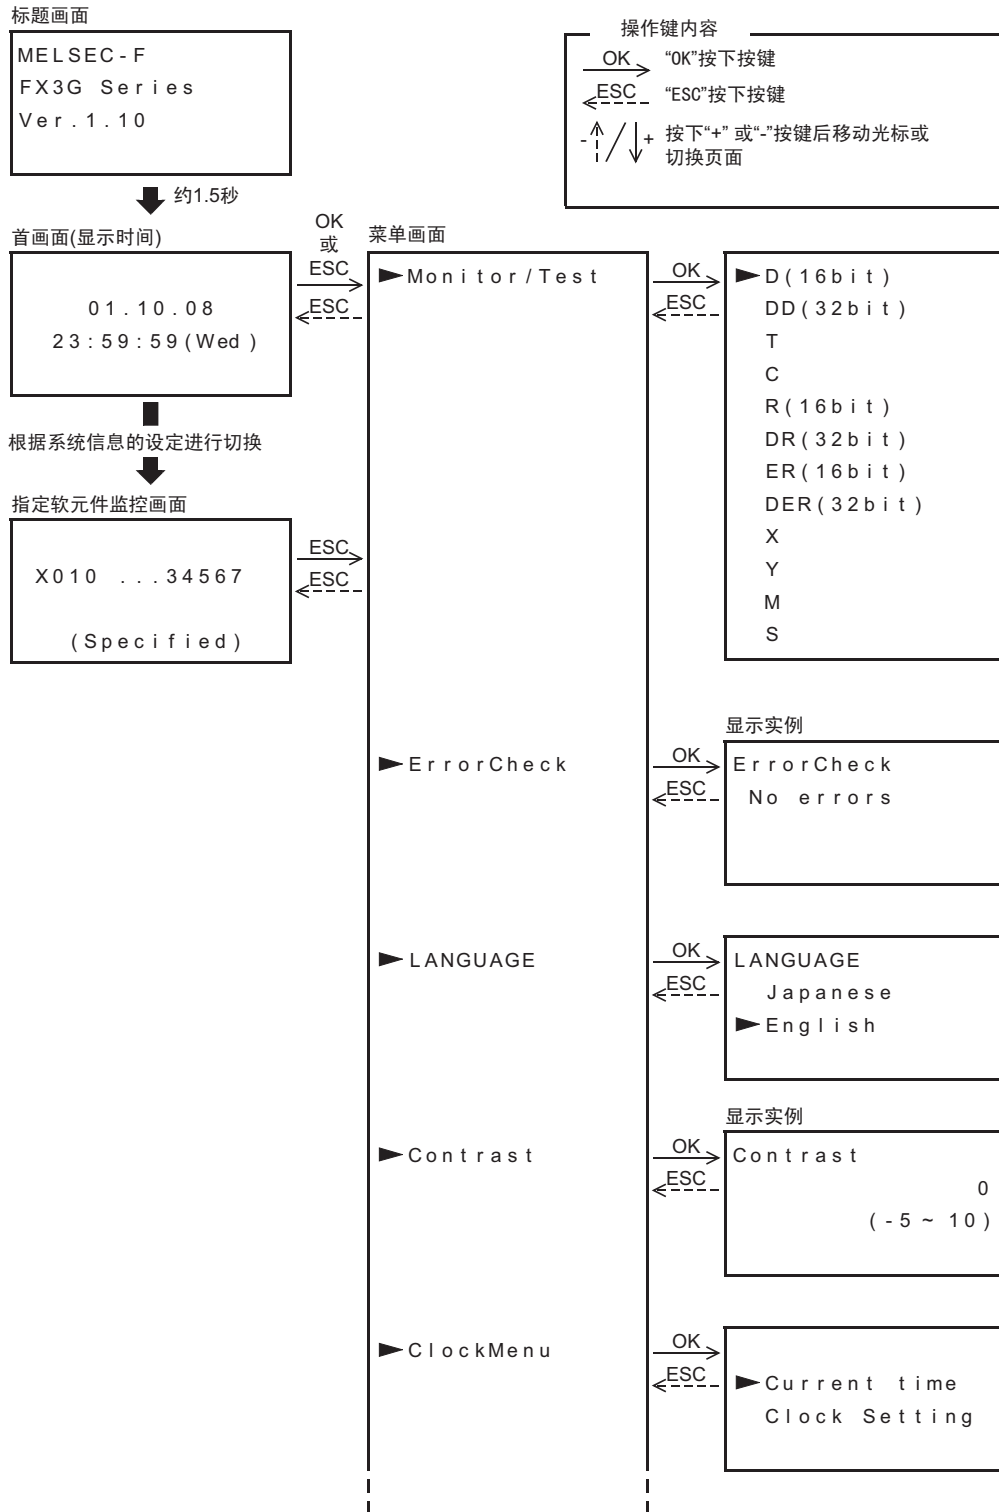 标题画面
MELSEC-F
FX3G Series
Ver.1.10
约1.5秒
操作键内容
OK “OK”按下按键
ESC “ESC”按下按键
- / + 按下“+” 或“-”按键后移动光标或
切换页面
首画面(显示时间)
01.10.08
23:59:59(Wed)
OK
或
ESC
ESC
根据系统信息的设定进行切换
指定软元件监控画面
X010 ...34567
(Specified)
ESC
ESC
菜单画面
►Monitor/Test
OK
ESC
►D(16bit)
DD(32bit)
T
C
R(16bit)
DR(32bit)
ER(16bit)
DER(32bit)
X
Y
M
S
►ErrorCheck
OK
ESC
显示实例
ErrorCheck
No errors
►LANGUAGE
OK
ESC
LANGUAGE
Japanese
►English
►Contrast
OK
ESC
显示实例
Contrast
0
(-5~10)
►ClockMenu
OK
ESC
►Current time
Clock Setting